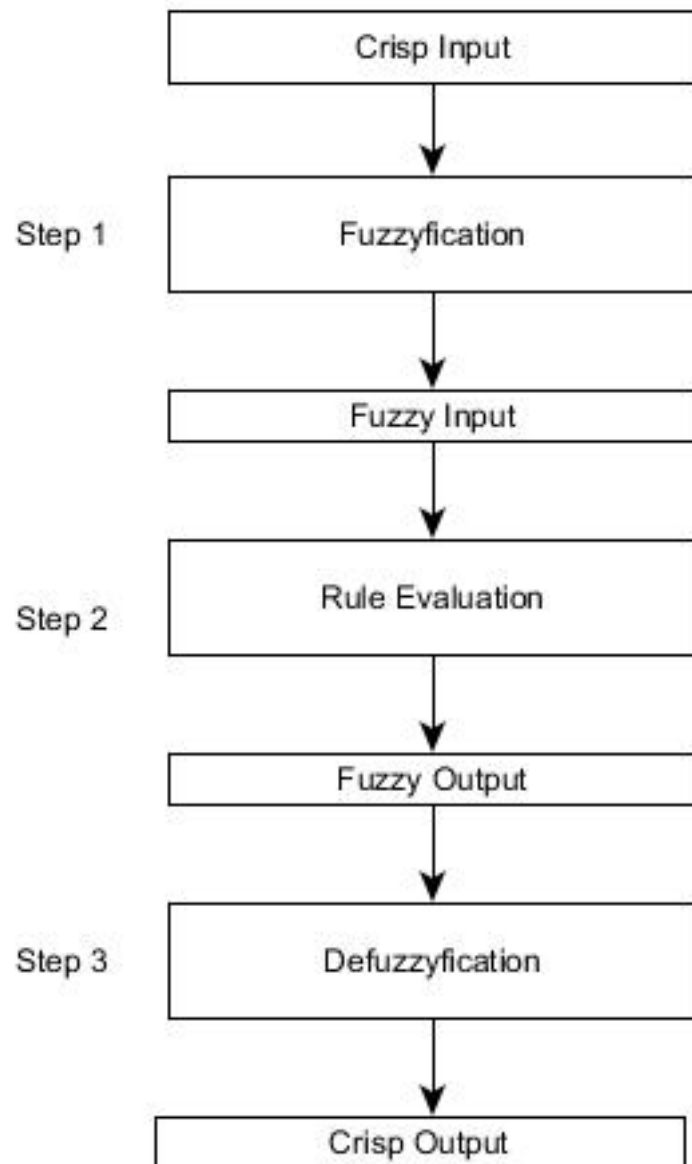 Crisp Input
Step 1
Fuzzyfication
Fuzzy Input
Step 2
Rule Evaluation
Fuzzy Output
Step 3
Defuzzyfication
Crisp Output